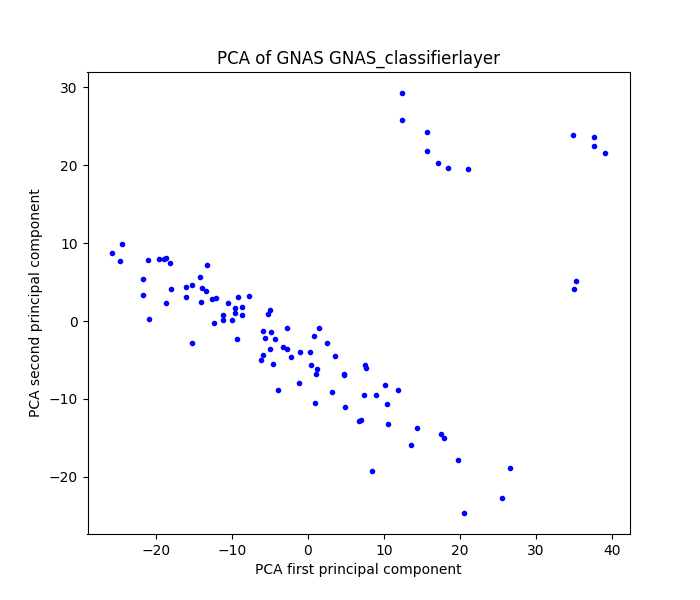 PCA of GNAS GNAS_classifierlayer
30
20
10
0
−10
−20
PCA second principal component
−20 −10 0 10 20 30 40
PCA first principal component